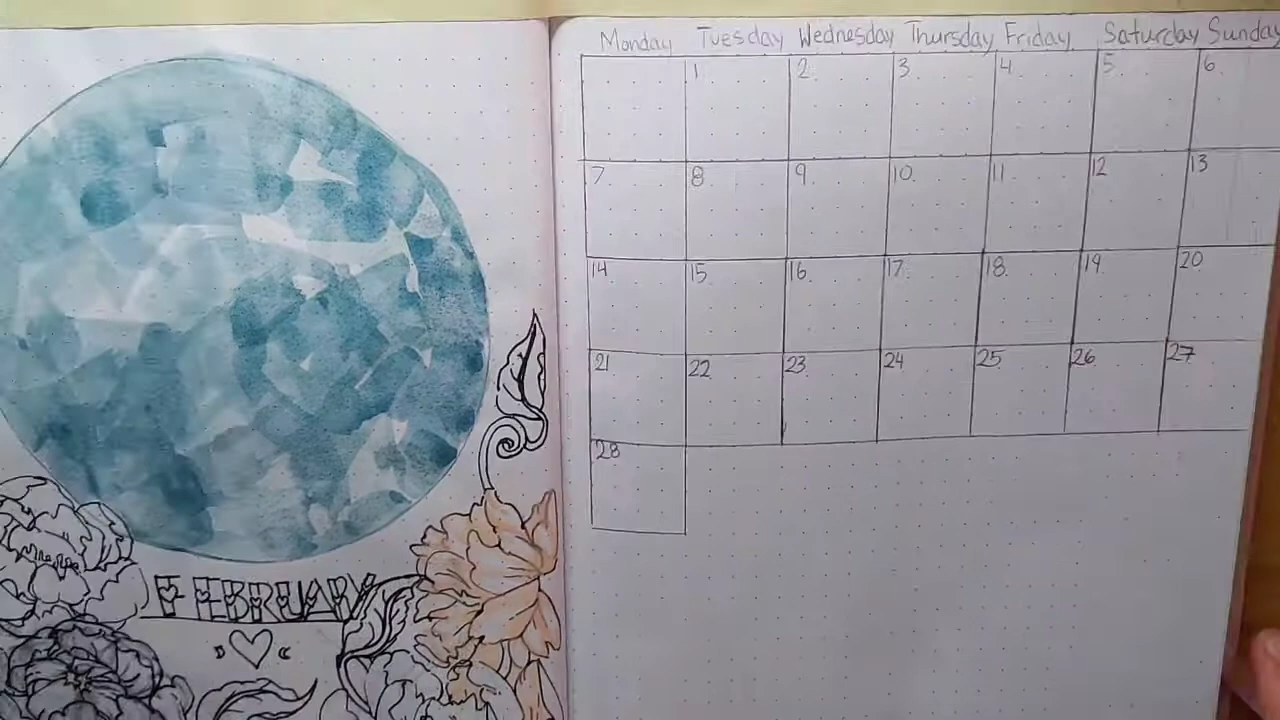 Monday Tuesday Wednesday Thursday Friday Saturday Sunday
1 2 3 4 5 6
7 8 9 10 11 12 13
14 15 16 17 18 19 20
21 22 23 24 25 26 27
28
FEBRUARY